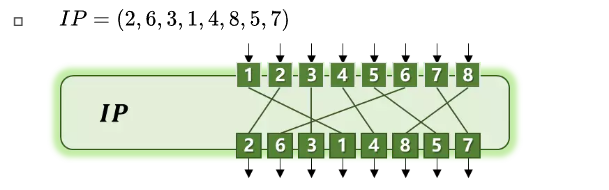 ▫ IP = (2, 6, 3, 1, 4, 8, 5, 7)
1 2 3 4 5 6 7 8
IP
2 6 3 1 4 8 5 7